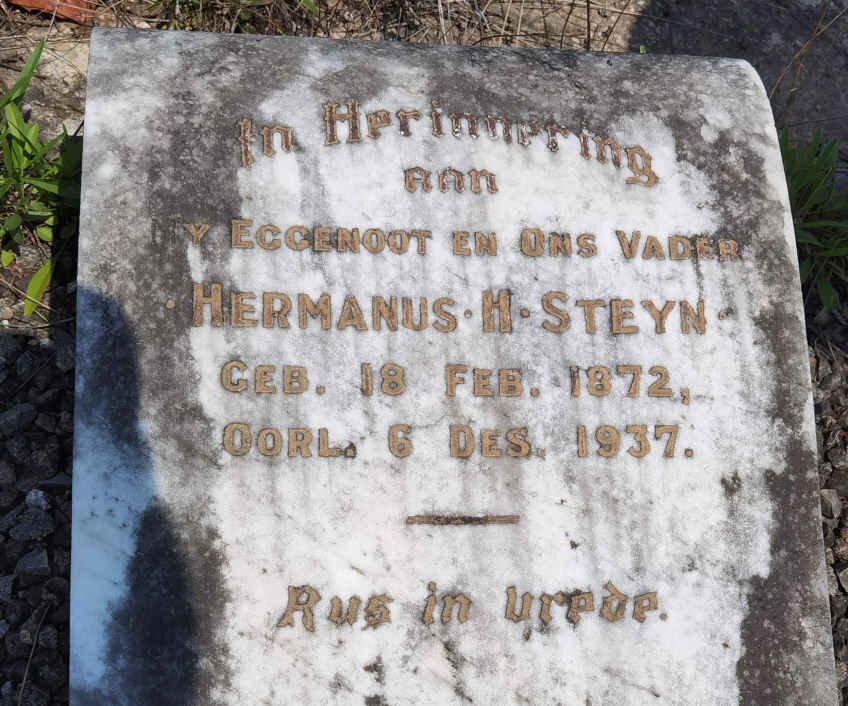 In Herinnering
aan
MY EGGENOOT EN ONS VADER
HERMANUS · H · STEYN ·
GEB. 18 FEB. 1872,
OORL. 6 DES. 1937.
Rus in vrede.